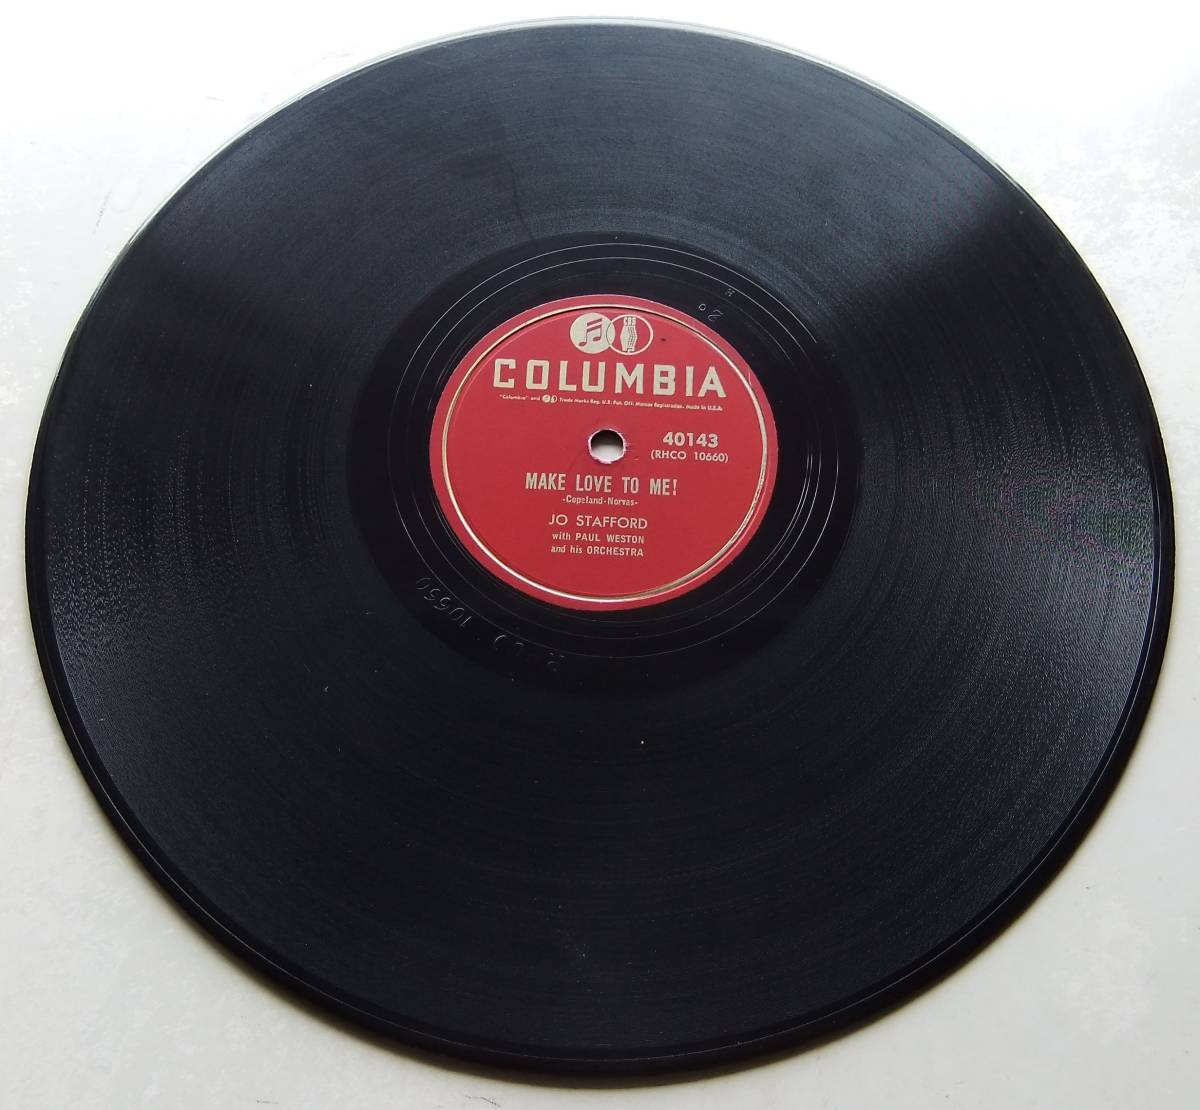 CBS
COLUMBIA
"Columbia" and Trade Marks Reg. U.S. Pat. Off. Marcas Registradas. Made in U.S.A.
40143
(RHCO 10660)
MAKE LOVE TO ME!
-Copeland-Norvas-
JO STAFFORD
with PAUL WESTON
and his ORCHESTRA